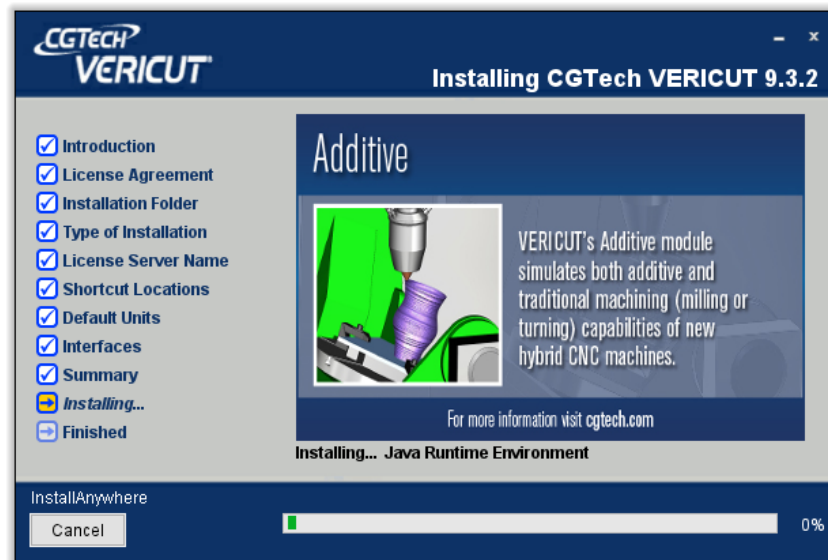 CGTECH
VERICUT
Installing CGTech VERICUT 9.3.2
Introduction
License Agreement
Installation Folder
Type of Installation
License Server Name
Shortcut Locations
Default Units
Interfaces
Summary
Installing...
Finished
Additive
VERICUT's Additive module
simulates both additive and
traditional machining (milling or
turning) capabilities of new
hybrid CNC machines.
For more information visit cgtech.com
Installing... Java Runtime Environment
InstallAnywhere
Cancel
0%